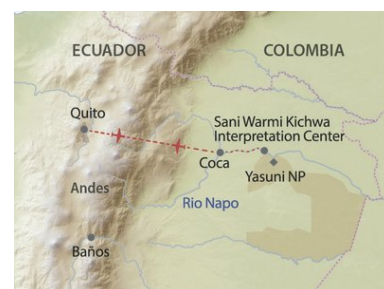 ECUADOR
COLOMBIA
Quito
Sani Warmi Kichwa
Interpretation Center
Coca
Yasuni NP
Andes
Rio Napo
Baños